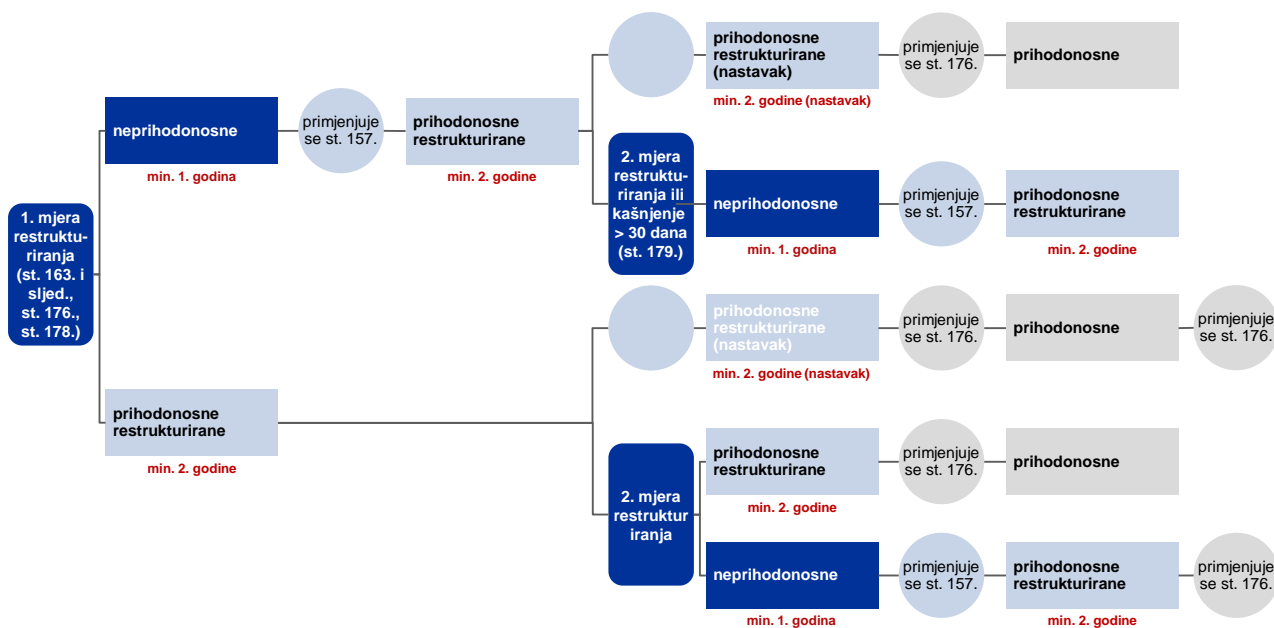 1. mjera
restruktu-
riranja
(st. 163. i
sljed.,
st. 176.,
st. 178.)
neprihodonosne
min. 1. godina
primjenjuje
se st. 157.
prihodonosne
restrukturirane
min. 2. godine
prihodonosne
restrukturirane
(nastavak)
min. 2. godine (nastavak)
primjenjuje
se st. 176.
prihodonosne
2. mjera
restruktu-
riranja ili
kašnjenje
> 30 dana
(st. 179.)
neprihodonosne
min. 1. godina
primjenjuje
se st. 157.
prihodonosne
restrukturirane
min. 2. godine
prihodonosne
restrukturirane
min. 2. godine
prihodonosne
restrukturirane
(nastavak)
min. 2. godine (nastavak)
primjenjuje
se st. 176.
prihodonosne
primjenjuje
se st. 176.
2. mjera
restruktur
iranja
prihodonosne
restrukturirane
min. 2. godine
primjenjuje
se st. 176.
prihodonosne
neprihodonosne
min. 1. godina
primjenjuje
se st. 157.
prihodonosne
restrukturirane
min. 2. godine
primjenjuje
se st. 176.